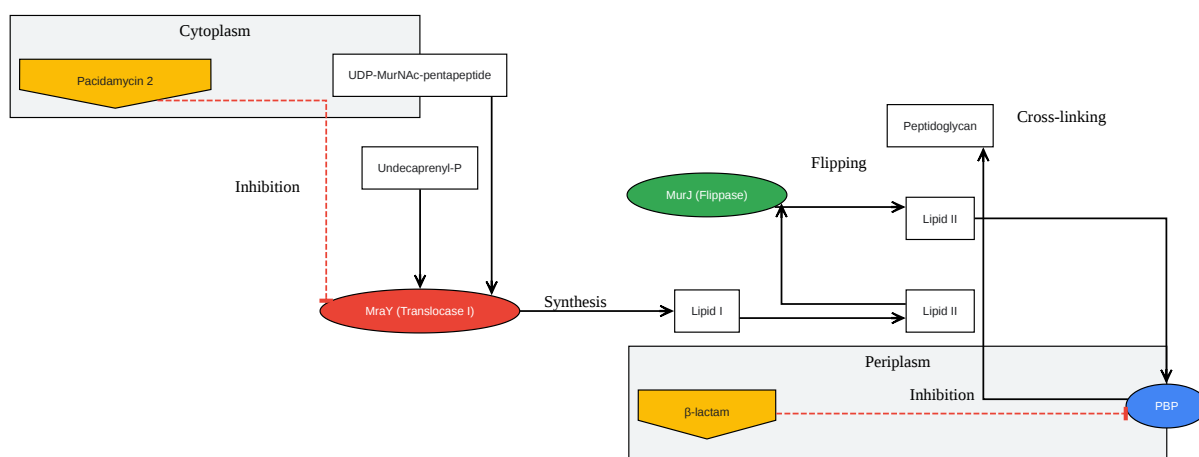 Cytoplasm
Pacidamycin 2
UDP-MurNAc-pentapeptide
Peptidoglycan
Cross-linking
Undecaprenyl-P
Flipping
Inhibition
MurJ (Flippase)
Lipid II
Synthesis
MraY (Translocase I)
Lipid I
Lipid II
Periplasm
Inhibition
β-lactam
PBP